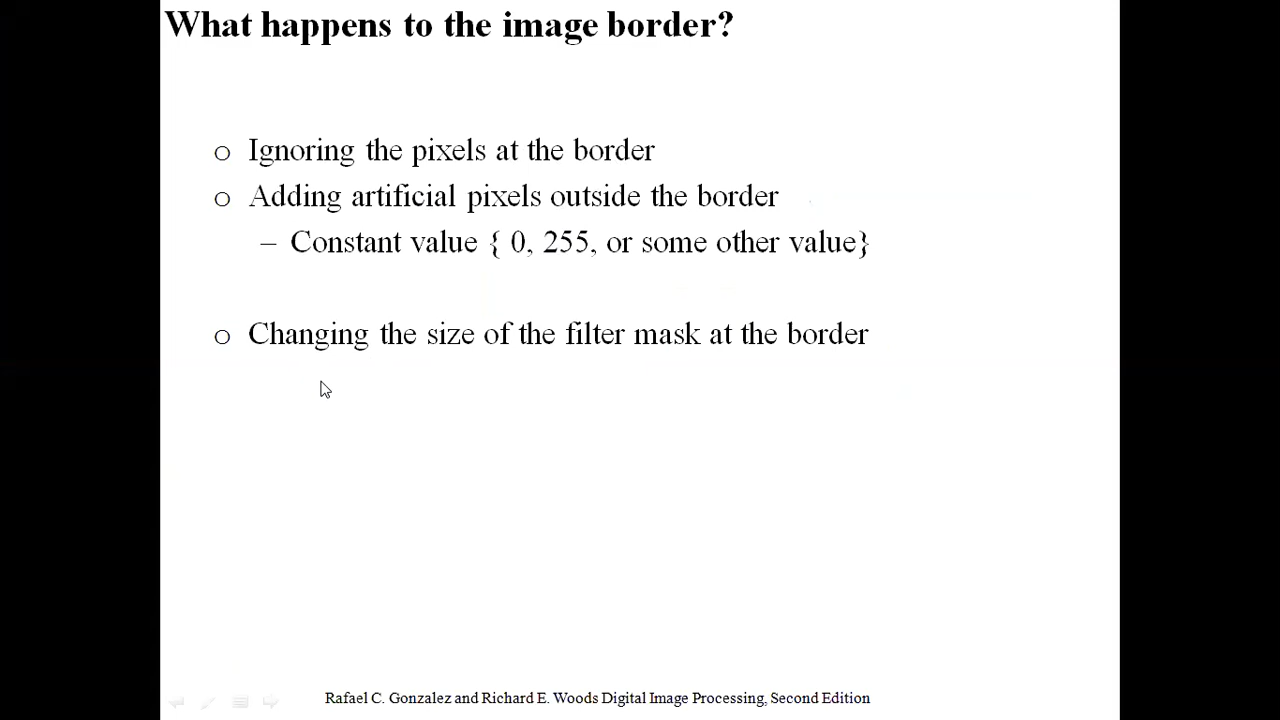 What happens to the image border?
o Ignoring the pixels at the border
o Adding artificial pixels outside the border
– Constant value { 0, 255, or some other value}
o Changing the size of the filter mask at the border
Rafael C. Gonzalez and Richard E. Woods Digital Image Processing, Second Edition